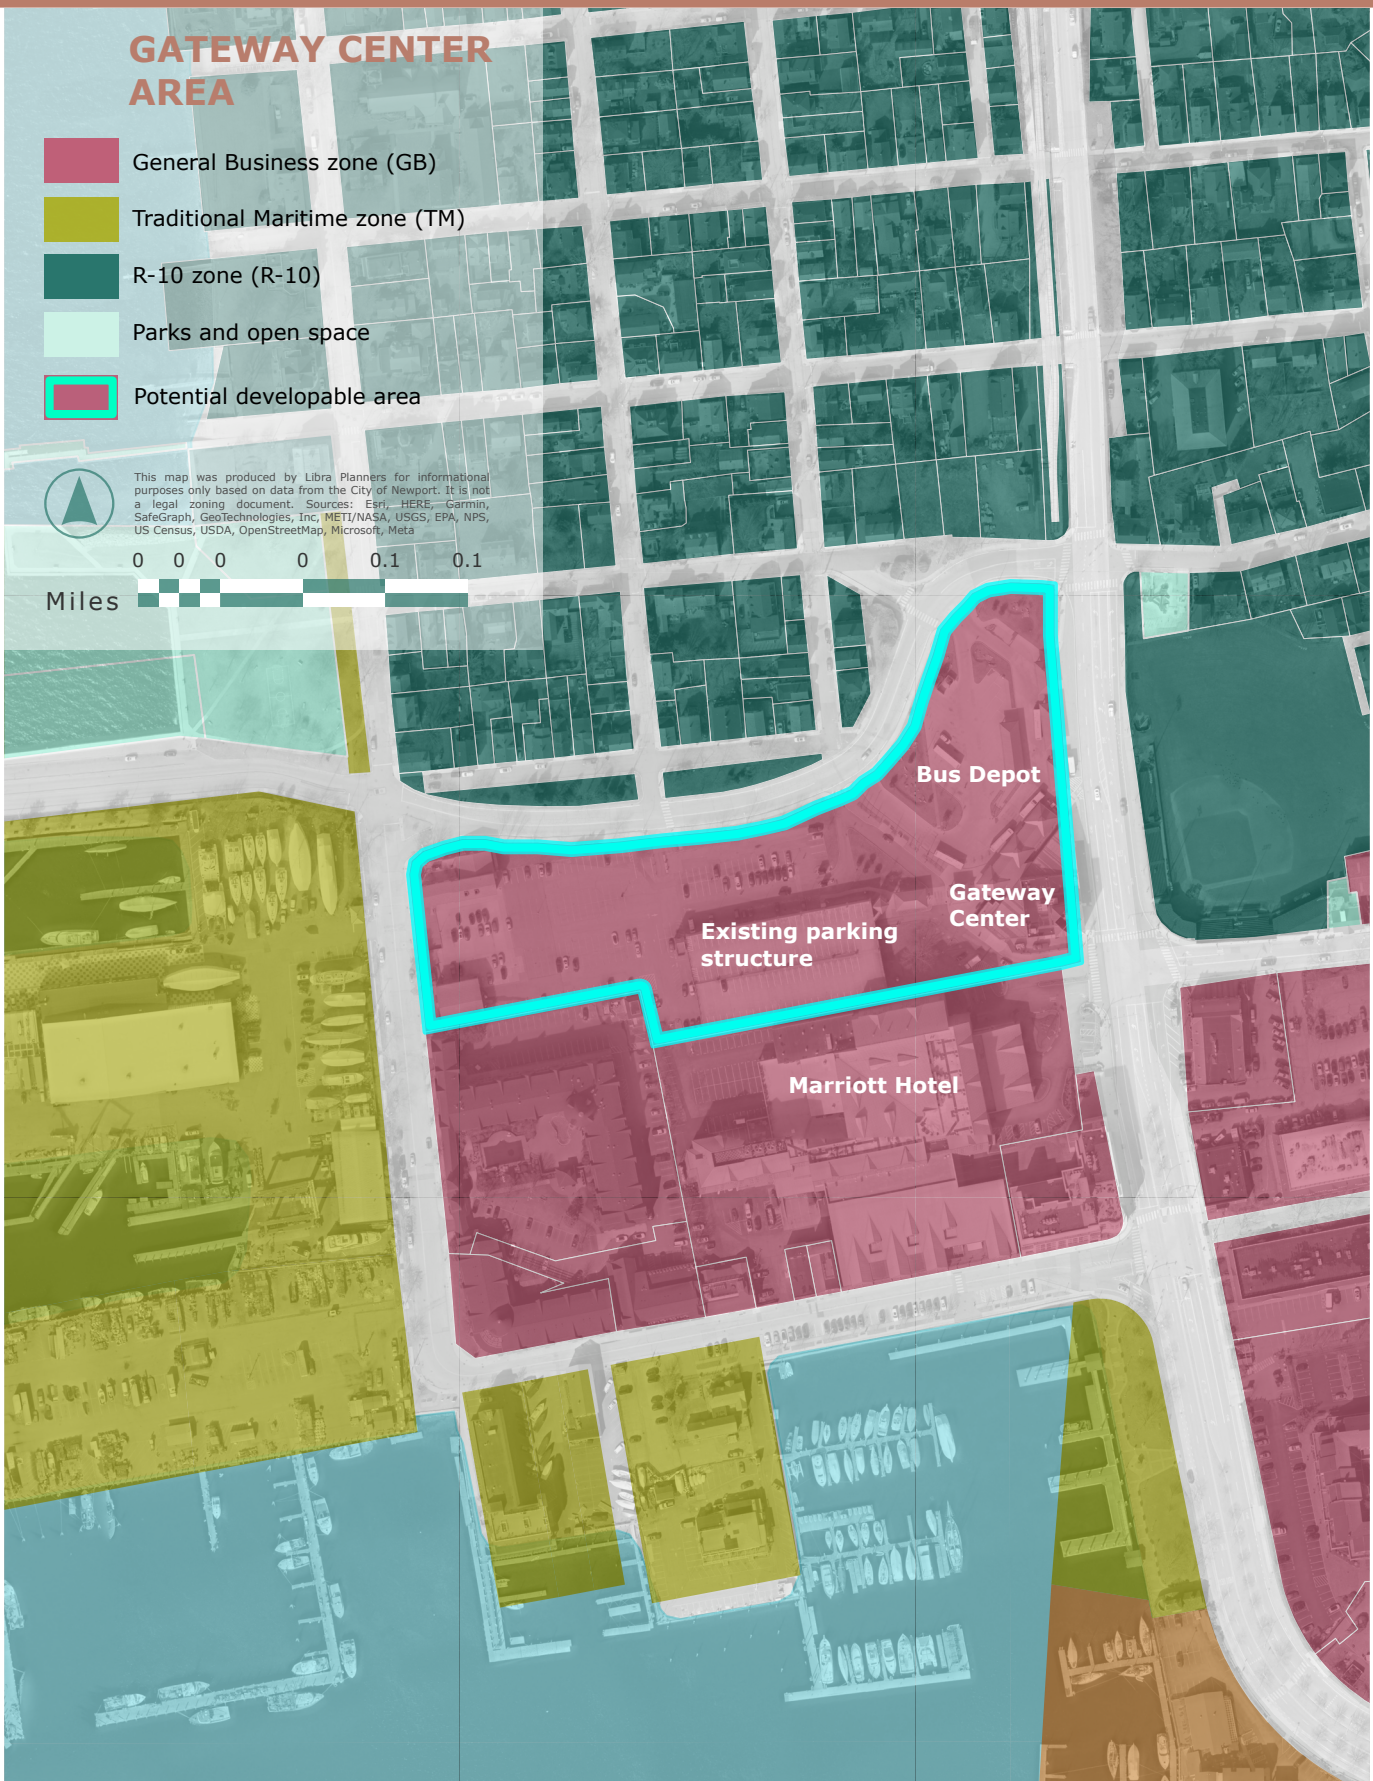 GATEWAY CENTER
AREA
General Business zone (GB)
Traditional Maritime zone (TM)
R-10 zone (R-10)
Parks and open space
Potential developable area
This map was produced by Libra Planners for informational
purposes only based on data from the City of Newport. It is not
a legal zoning document. Sources: Esri, HERE, Garmin,
SafeGraph, GeoTechnologies, Inc, METI/NASA, USGS, EPA, NPS,
US Census, USDA, OpenStreetMap, Microsoft, Meta
0 0 0 0 0.1 0.1
Miles
Bus Depot
Gateway
Center
Existing parking
structure
Marriott Hotel